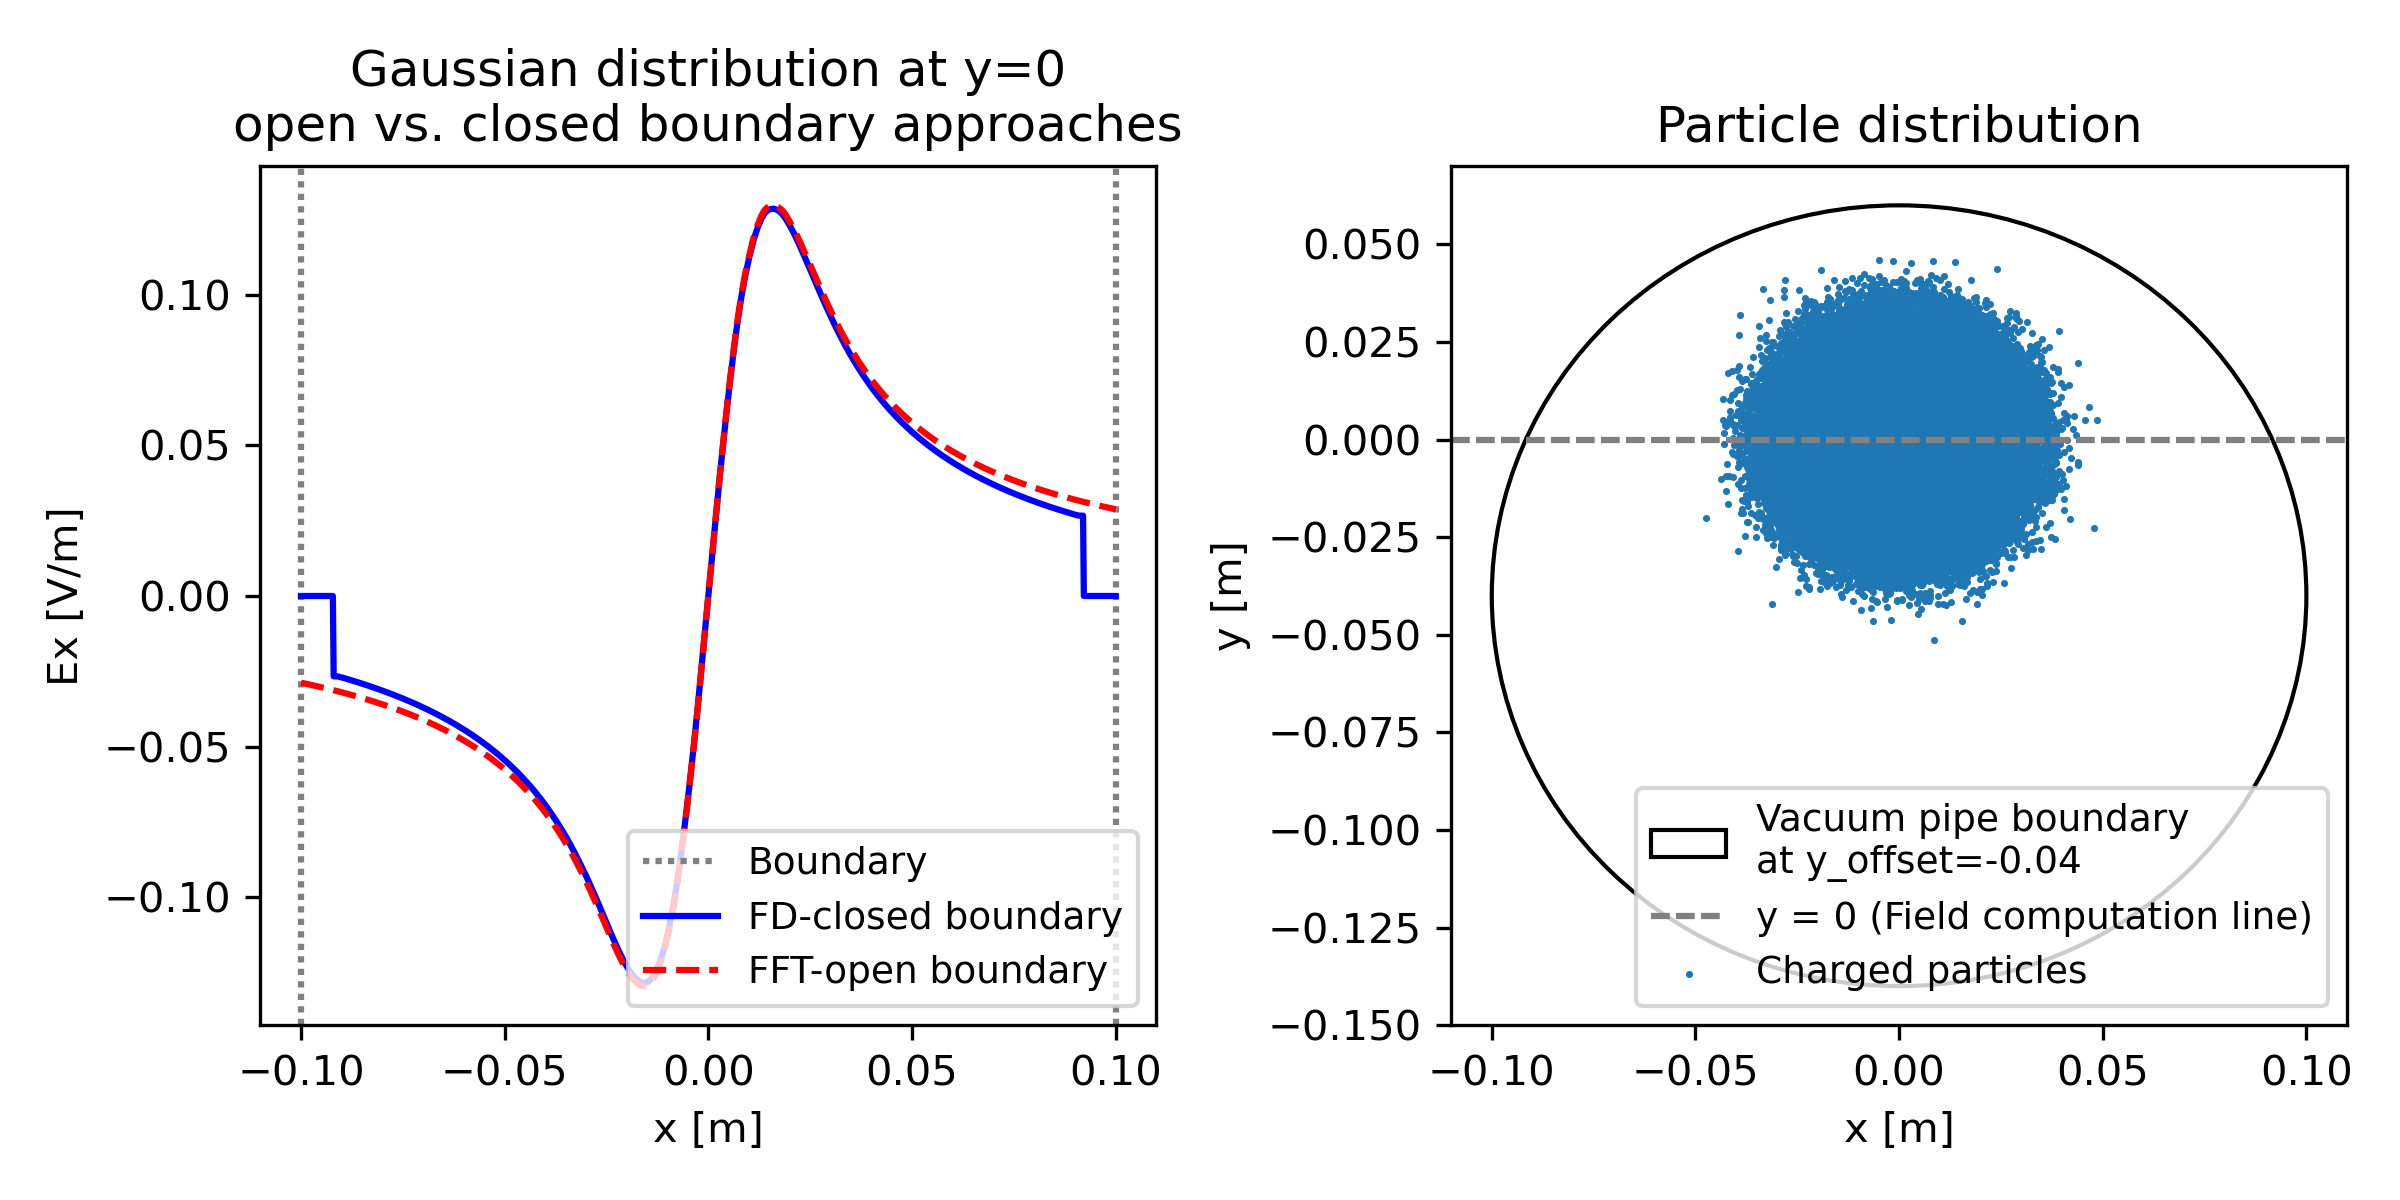 Gaussian distribution at y=0
open vs. closed boundary approaches
Ex [V/m]
0.10
0.05
0.00
−0.05
−0.10
−0.10
−0.05
0.00
0.05
0.10
x [m]
Boundary
FD-closed boundary
FFT-open boundary
Particle distribution
y [m]
0.050
0.025
0.000
−0.025
−0.050
−0.075
−0.100
−0.125
−0.150
−0.10
−0.05
0.00
0.05
0.10
x [m]
Vacuum pipe boundary
at y_offset=-0.04
y = 0 (Field computation line)
Charged particles